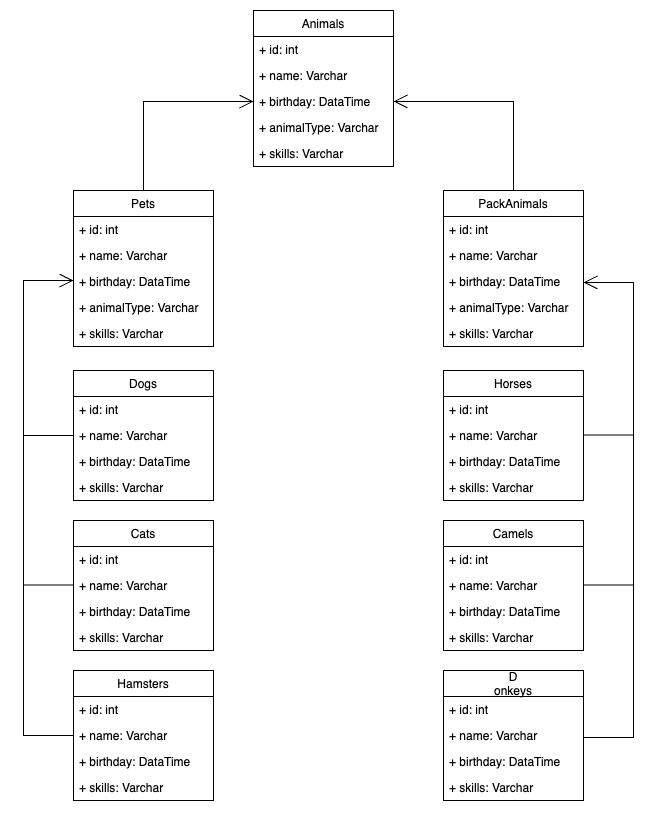 Animals
+ id: int
+ name: Varchar
+ birthday: DataTime
+ animalType: Varchar
+ skills: Varchar
Pets
+ id: int
+ name: Varchar
+ birthday: DataTime
+ animalType: Varchar
+ skills: Varchar
PackAnimals
+ id: int
+ name: Varchar
+ birthday: DataTime
+ animalType: Varchar
+ skills: Varchar
Dogs
+ id: int
+ name: Varchar
+ birthday: DataTime
+ skills: Varchar
Horses
+ id: int
+ name: Varchar
+ birthday: DataTime
+ skills: Varchar
Cats
+ id: int
+ name: Varchar
+ birthday: DataTime
+ skills: Varchar
Camels
+ id: int
+ name: Varchar
+ birthday: DataTime
+ skills: Varchar
Hamsters
+ id: int
+ name: Varchar
+ birthday: DataTime
+ skills: Varchar
D
onkeys
+ id: int
+ name: Varchar
+ birthday: DataTime
+ skills: Varchar